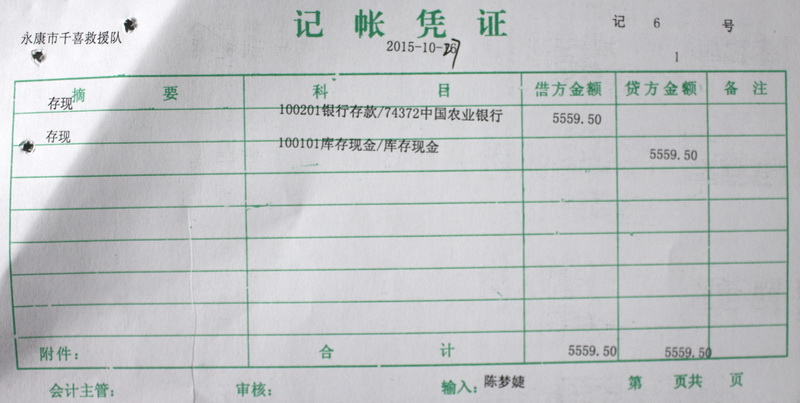 记帐凭证
永康市千喜救援队
记 6 号
2015-10-27
1
摘要 科目 借方金额 贷方金额 备注
存现 100201银行存款/74372中国农业银行 5559.50
存现 100101库存现金/库存现金 5559.50
附件: 合计 5559.50 5559.50
会计主管: 审核: 输入: 陈梦婕 第 页共 页